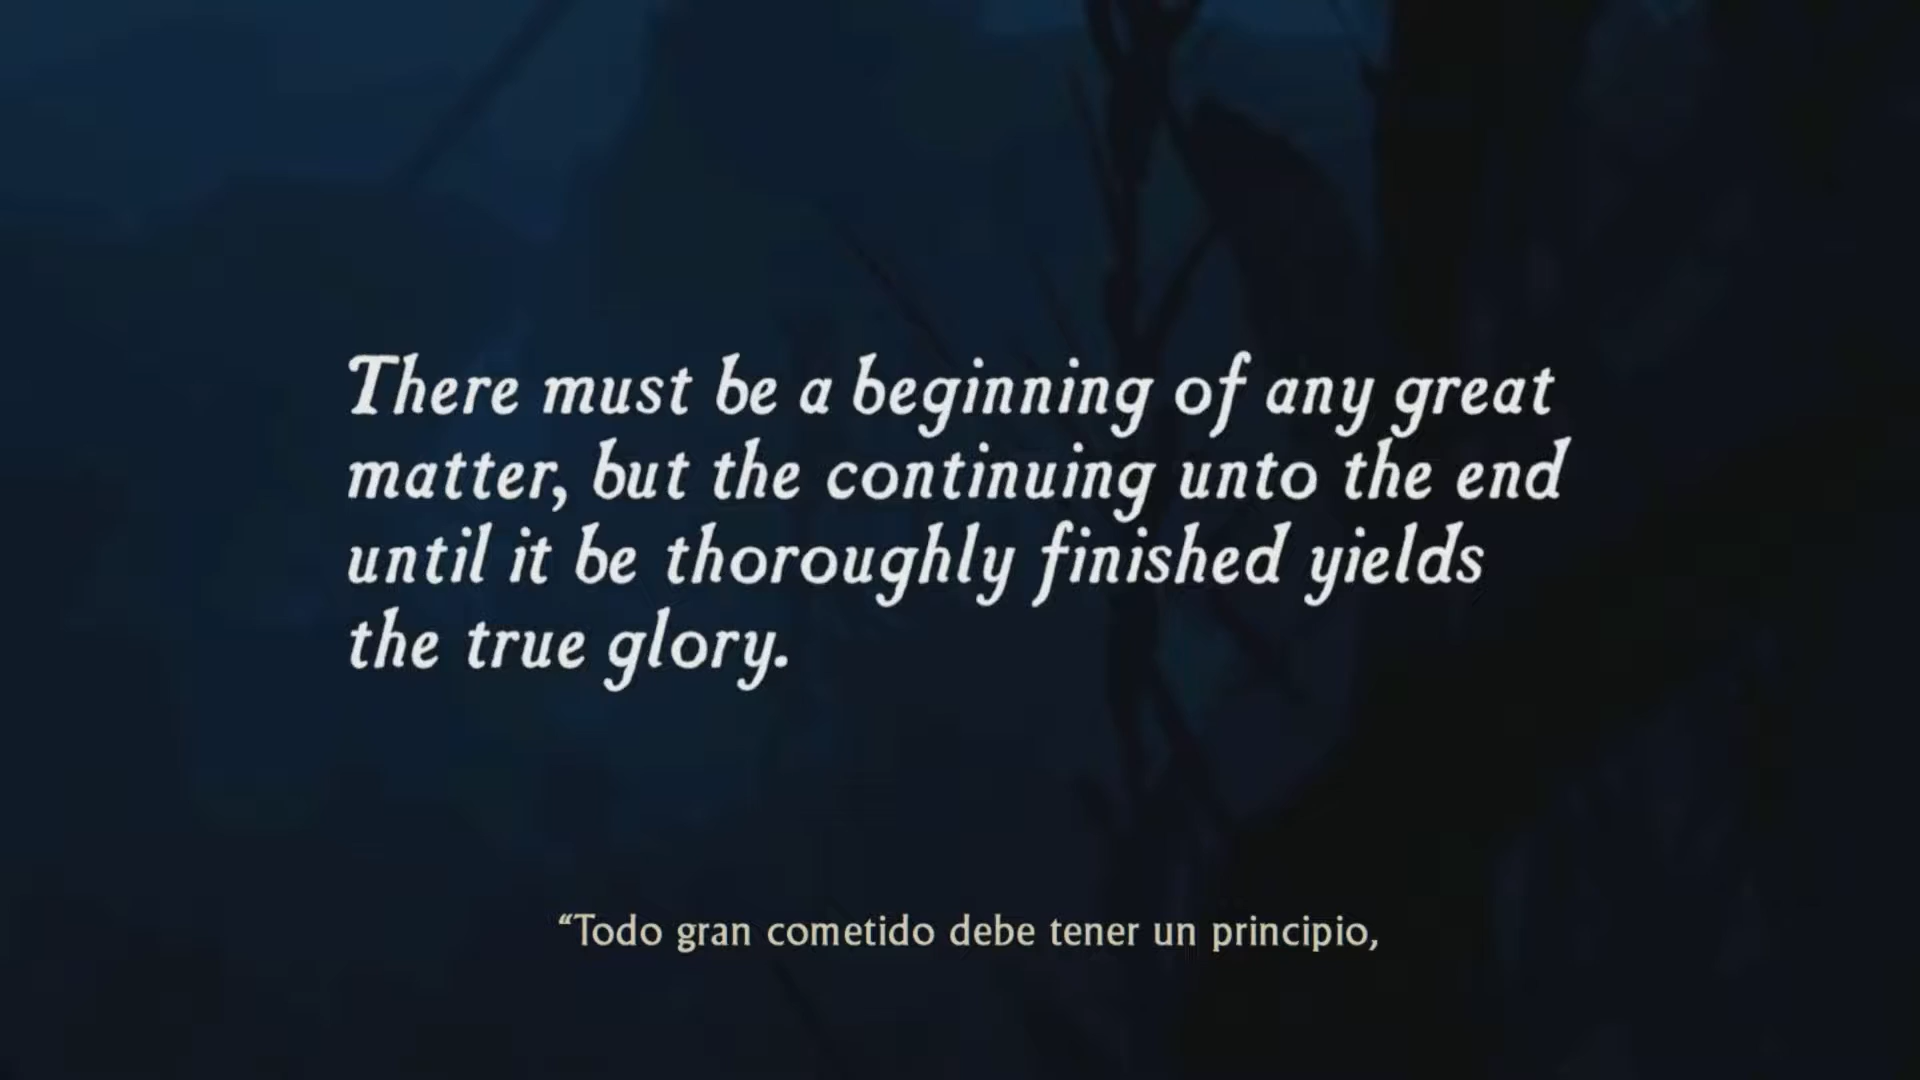 There must be a beginning of any great
matter, but the continuing unto the end
until it be thoroughly finished yields
the true glory.
“Todo gran cometido debe tener un principio,